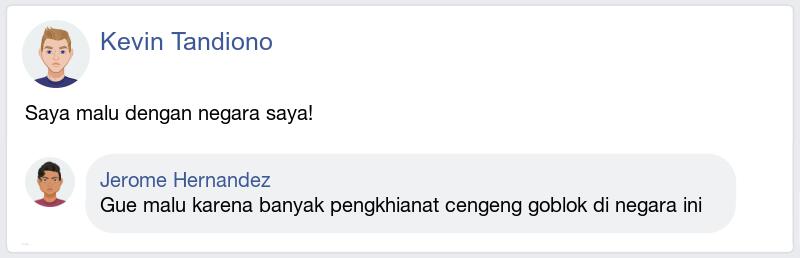 Kevin Tandiono
Saya malu dengan negara saya!
Jerome Hernandez
Gue malu karena banyak pengkhianat cengeng goblok di negara ini